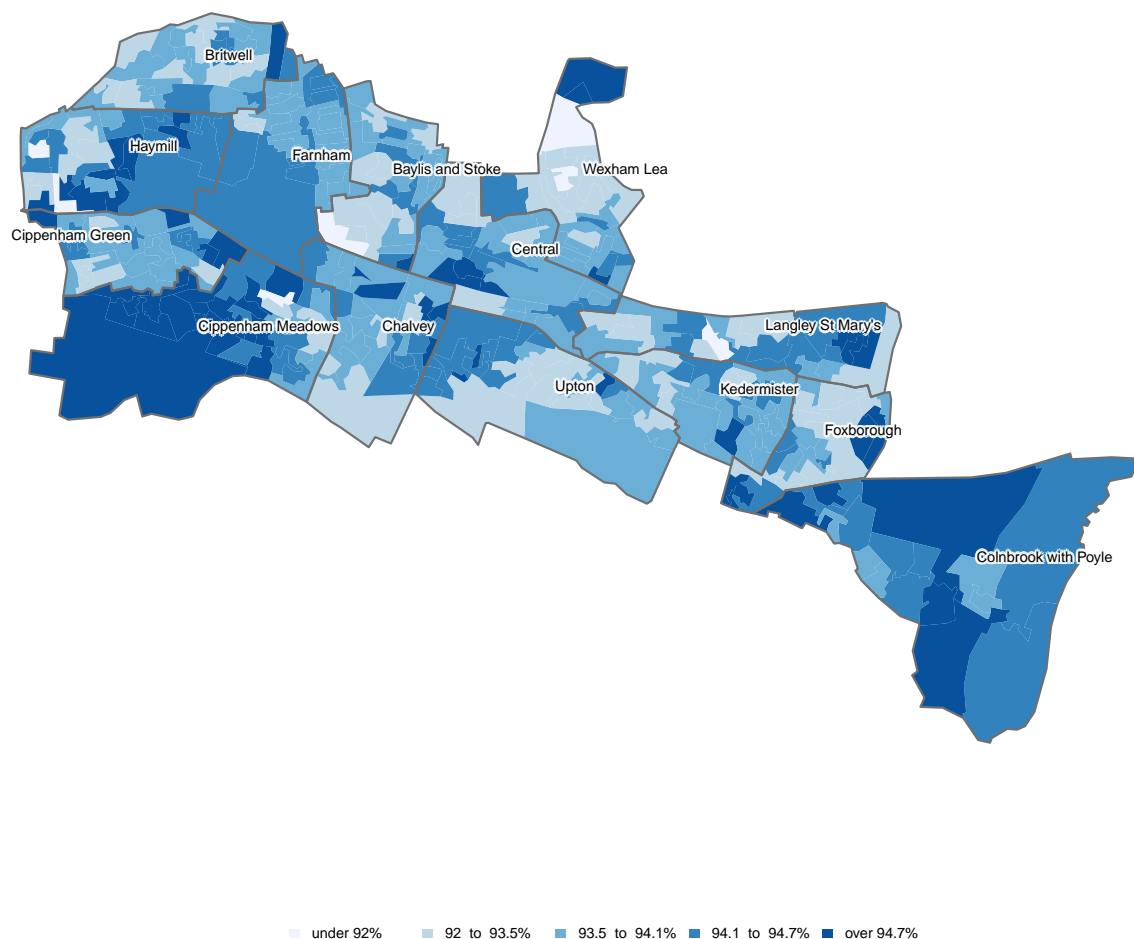 Britwell
Haymill
Farnham
Baylis and Stoke
Wexham Lea
Cippenham Green
Central
Cippenham Meadows
Chalvey
Langley St Mary's
Upton
Kedermister
Foxborough
Colnbrook with Poyle
under 92% 92 to 93.5% 93.5 to 94.1% 94.1 to 94.7% over 94.7%